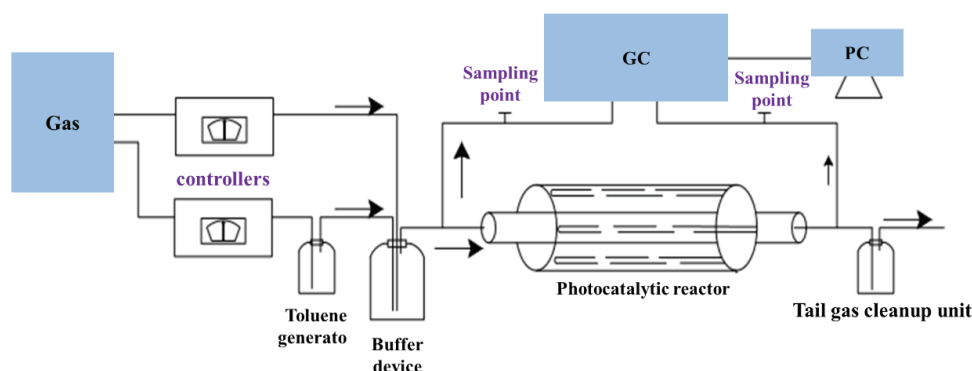 GC
PC
Sampling
point
Sampling
point
Gas
controllers
Photocatalytic reactor
Toluene
generato
Buffer
device
Tail gas cleanup unit